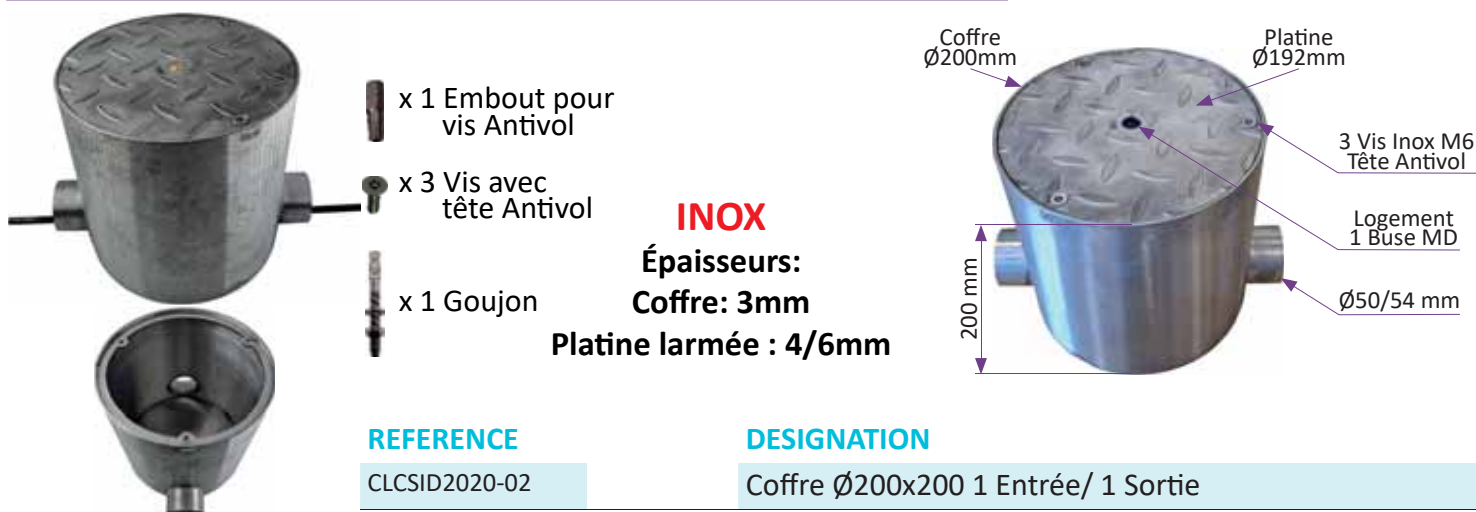 x 1 Embout pour
vis Antivol
x 3 Vis avec
tête Antivol
x 1 Goujon
INOX
Épaisseurs:
Coffre: 3mm
Platine larmée : 4/6mm
Coffre
Ø200mm
Platine
Ø192mm
3 Vis Inox M6
Tête Antivol
Logement
1 Buse MD
Ø50/54 mm
200 mm
REFERENCE DESIGNATION
CLCSID2020-02 Coffre Ø200x200 1 Entrée/ 1 Sortie